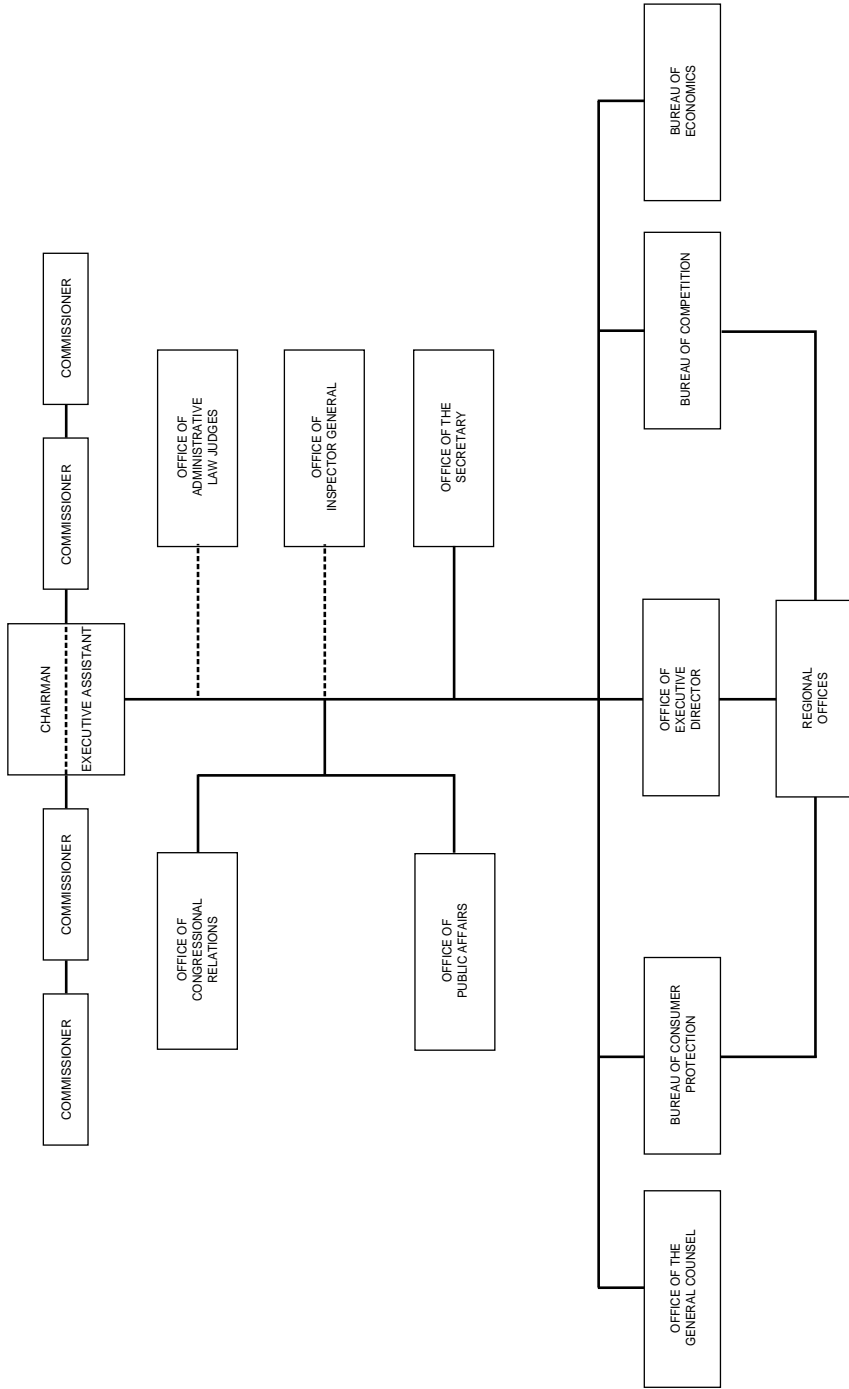 CHAIRMAN
EXECUTIVE ASSISTANT
COMMISSIONER
COMMISSIONER
COMMISSIONER
COMMISSIONER
OFFICE OF
CONGRESSIONAL
RELATIONS
OFFICE OF
ADMINISTRATIVE
LAW JUDGES
OFFICE OF
INSPECTOR GENERAL
OFFICE OF
PUBLIC AFFAIRS
OFFICE OF THE
SECRETARY
OFFICE OF THE
GENERAL COUNSEL
BUREAU OF CONSUMER
PROTECTION
OFFICE OF
EXECUTIVE
DIRECTOR
BUREAU OF COMPETITION
BUREAU OF
ECONOMICS
REGIONAL
OFFICES